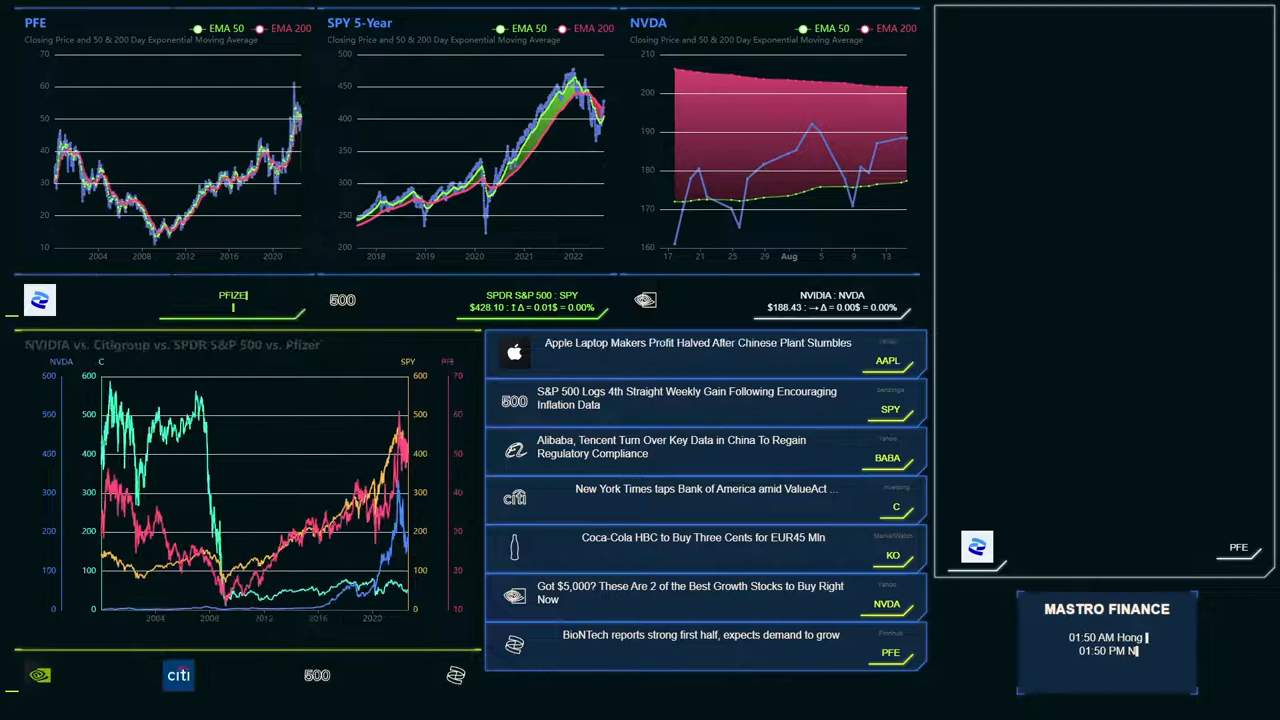 PFE
EMA 50 EMA 200
Closing Price and 50 & 200 Day Exponential Moving Average
70
60
50
40
30
20
10
2004 2008 2012 2016 2020
SPY 5-Year
EMA 50 EMA 200
Closing Price and 50 & 200 Day Exponential Moving Average
500
450
400
350
300
250
200
2018 2019 2020 2021 2022
NVDA
EMA 50 EMA 200
Closing Price and 50 & 200 Day Exponential Moving Average
210
200
190
180
170
160
17 21 25 29 Aug 5 9 13
PFIZE
500
SPDR S&P 500 : SPY
$428.10 : ↕ Δ = 0.01$ = 0.00%
NVIDIA : NVDA
$188.43 : → Δ = 0.00$ = 0.00%
NVIDIA vs. Citigroup vs. SPDR S&P 500 vs. Pfizer
NVDA C SPY PFE
600 600 600 70
500 500 500 60
400 400 400 50
300 300 300 40
200 200 200 30
100 100 100 20
0 0 0 10
2004 2008 2012 2016 2020
citi
500
Apple Laptop Makers Profit Halved After Chinese Plant Stumbles
AAPL
500
S&P 500 Logs 4th Straight Weekly Gain Following Encouraging
Inflation Data
benzinga
SPY
Alibaba, Tencent Turn Over Key Data in China To Regain
Regulatory Compliance
Yahoo
BABA
citi
New York Times taps Bank of America amid ValueAct ...
Investing
C
Coca-Cola HBC to Buy Three Cents for EUR45 Mln
MarketWatch
KO
Got $5,000? These Are 2 of the Best Growth Stocks to Buy Right
Now
Yahoo
NVDA
BioNTech reports strong first half, expects demand to grow
Finnhub
PFE
PFE
MASTRO FINANCE
01:50 AM Hong
01:50 PM N